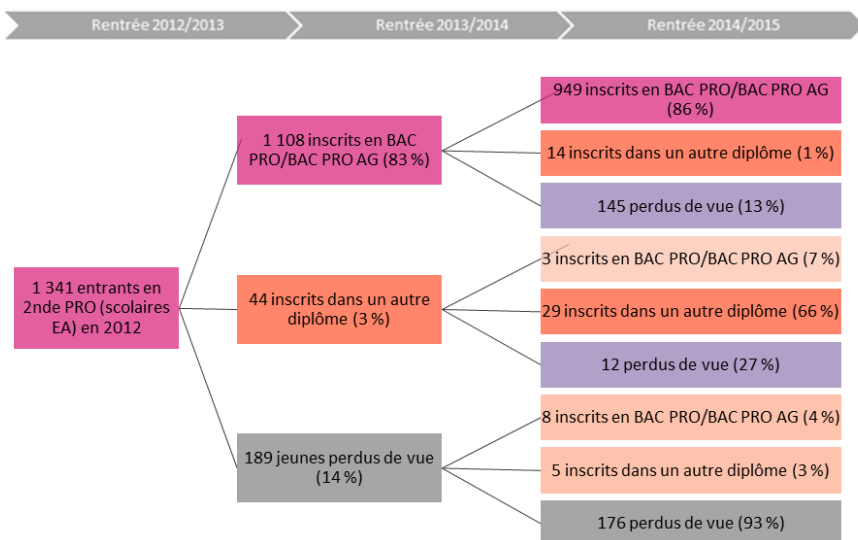 Rentrée 2012/2013
Rentrée 2013/2014
Rentrée 2014/2015
1 341 entrants en
2nde PRO (scolaires
EA) en 2012
1 108 inscrits en BAC
PRO/BAC PRO AG (83 %)
44 inscrits dans un autre
diplôme (3 %)
189 jeunes perdus de vue
(14 %)
949 inscrits en BAC PRO/BAC PRO AG
(86 %)
14 inscrits dans un autre diplôme (1 %)
145 perdus de vue (13 %)
3 inscrits en BAC PRO/BAC PRO AG (7 %)
29 inscrits dans un autre diplôme (66 %)
12 perdus de vue (27 %)
8 inscrits en BAC PRO/BAC PRO AG (4 %)
5 inscrits dans un autre diplôme (3 %)
176 perdus de vue (93 %)